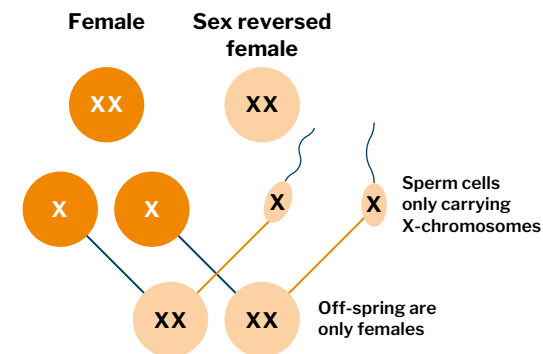 Female
Sex reversed
female
XX
XX
X
X
X
X
Sperm cells
only carrying
X-chromosomes
XX
XX
Off-spring are
only females